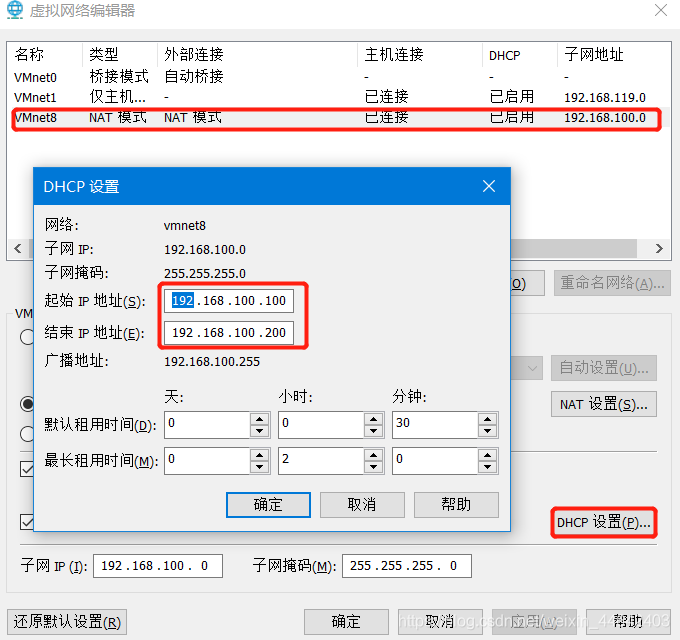 虚拟网络编辑器
名称 类型 外部连接 主机连接 DHCP 子网地址
VMnet0 桥接模式 自动桥接 - - -
VMnet1 仅主机... - 已连接 已启用 192.168.119.0
VMnet8 NAT 模式 NAT 模式 已连接 已启用 192.168.100.0
DHCP 设置
网络: vmnet8
子网 IP: 192.168.100.0
子网掩码: 255.255.255.0
起始 IP 地址(S): 192 . 168 . 100 . 100
结束 IP 地址(E): 192 . 168 . 100 . 200
广播地址: 192.168.100.255
天: 小时: 分钟:
默认租用时间(D): 0 0 30
最长租用时间(M): 0 2 0
确定 取消 帮助
O)... 重命名网络(A)...
VM
自动设置(U)...
NAT 设置(S)...
DHCP 设置(P)...
子网 IP (I): 192 . 168 . 100 . 0 子网掩码(M): 255 . 255 . 255 . 0
还原默认设置(R) 确定 取消 应用(A) 帮助